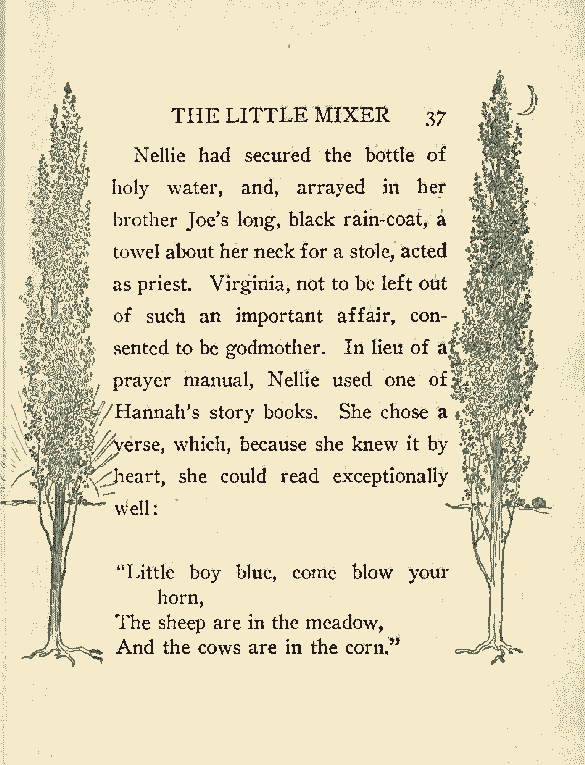 THE LITTLE MIXER 37
Nellie had secured the bottle of
holy water, and, arrayed in her
brother Joe's long, black rain-coat, a
towel about her neck for a stole, acted
as priest. Virginia, not to be left out
of such an important affair, con-
sented to be godmother. In lieu of a
prayer manual, Nellie used one of
Hannah's story books. She chose a
verse, which, because she knew it by
heart, she could read exceptionally
well:
“Little boy blue, come blow your
horn,
The sheep are in the meadow,
And the cows are in the corn.”